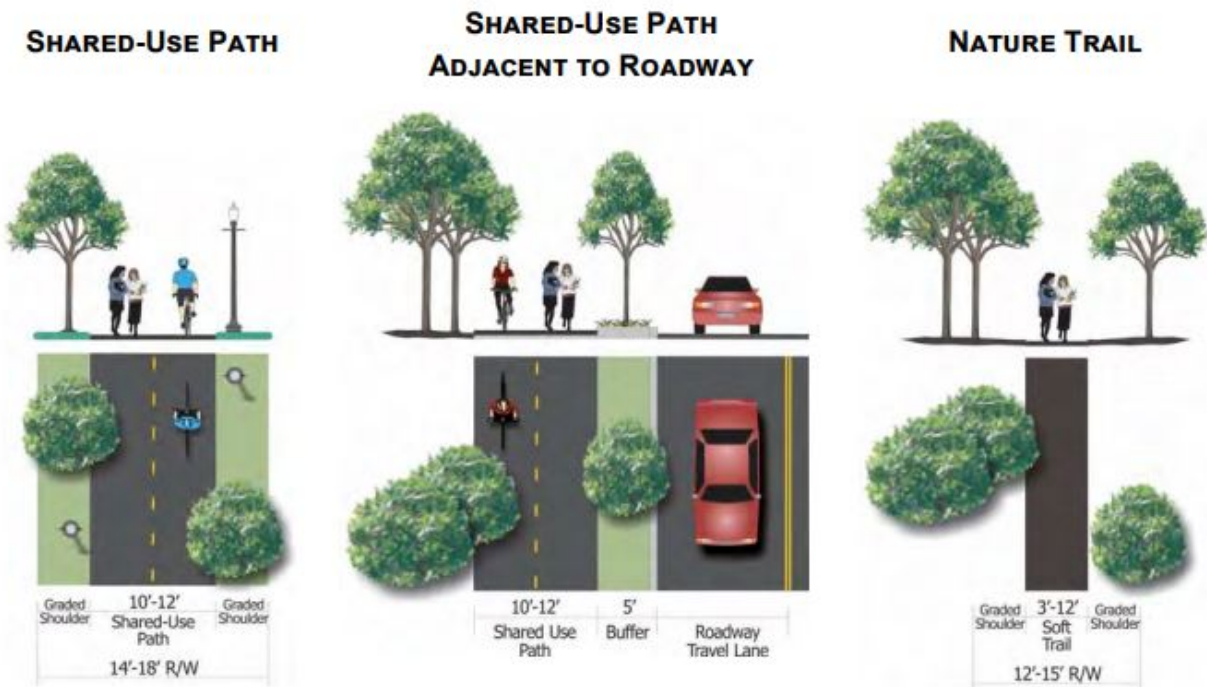 SHARED-USE PATH
SHARED-USE PATH
ADJACENT TO ROADWAY
NATURE TRAIL
Graded
Shoulder
10'-12'
Shared-Use
Path
Graded
Shoulder
14'-18' R/W
10'-12'
Shared Use
Path
5'
Buffer
Roadway
Travel Lane
Graded
Shoulder
3'-12'
Soft
Trail
Graded
Shoulder
12'-15' R/W